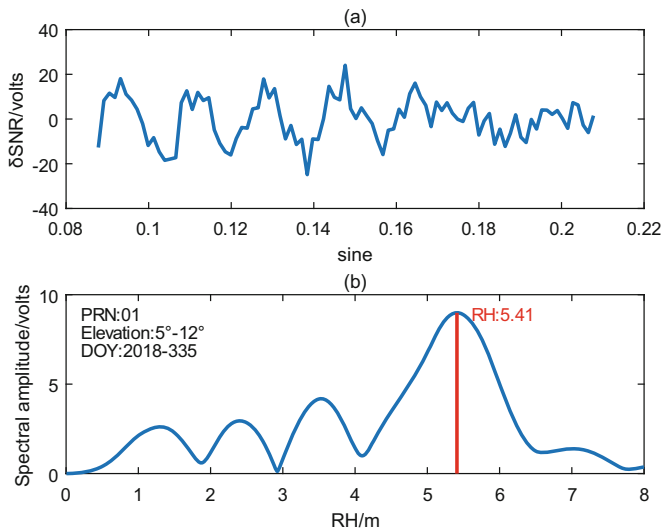 (a)
40
20
0
-20
-40
δSNR/volts
0.08 0.1 0.12 0.14 0.16 0.18 0.2 0.22
sine
(b)
10
5
0
Spectral amplitude/volts
PRN:01
Elevation:5°-12°
DOY:2018-335
RH:5.41
0 1 2 3 4 5 6 7 8
RH/m